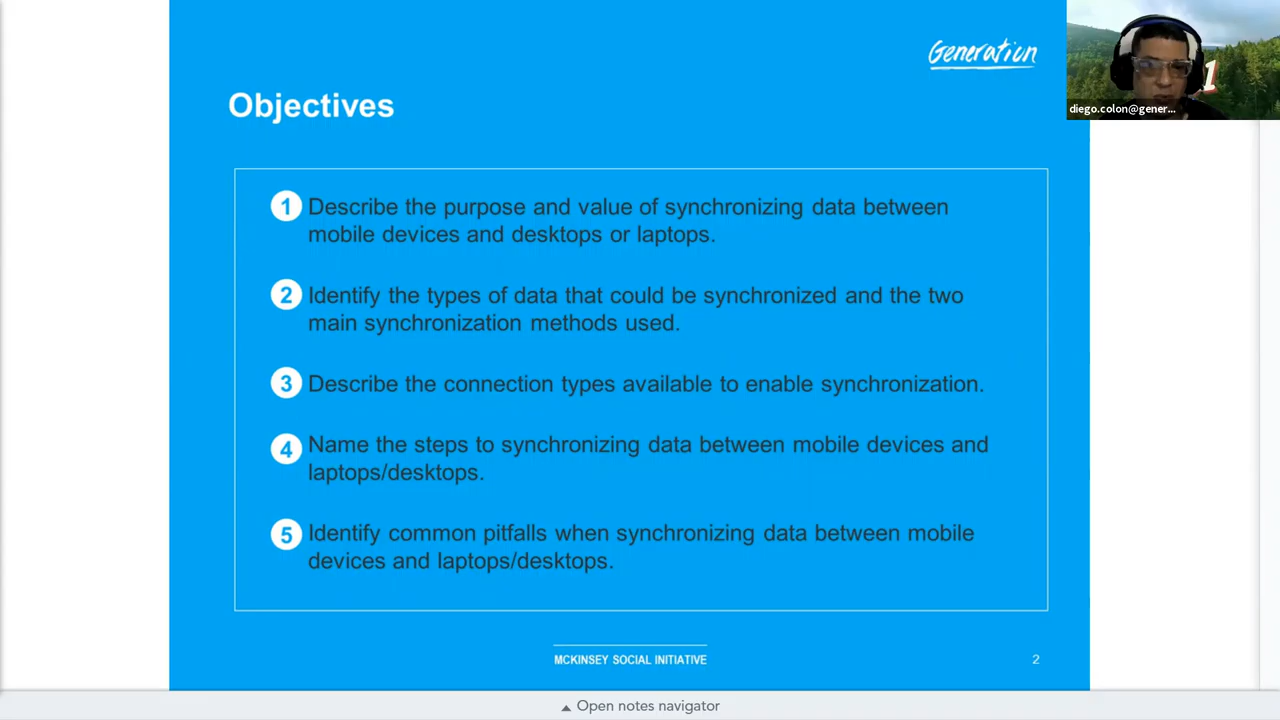 Generation
diego.colon@gener...
1
Objectives
1 Describe the purpose and value of synchronizing data between
mobile devices and desktops or laptops.
2 Identify the types of data that could be synchronized and the two
main synchronization methods used.
3 Describe the connection types available to enable synchronization.
4 Name the steps to synchronizing data between mobile devices and
laptops/desktops.
5 Identify common pitfalls when synchronizing data between mobile
devices and laptops/desktops.
MCKINSEY SOCIAL INITIATIVE
2
Open notes navigator